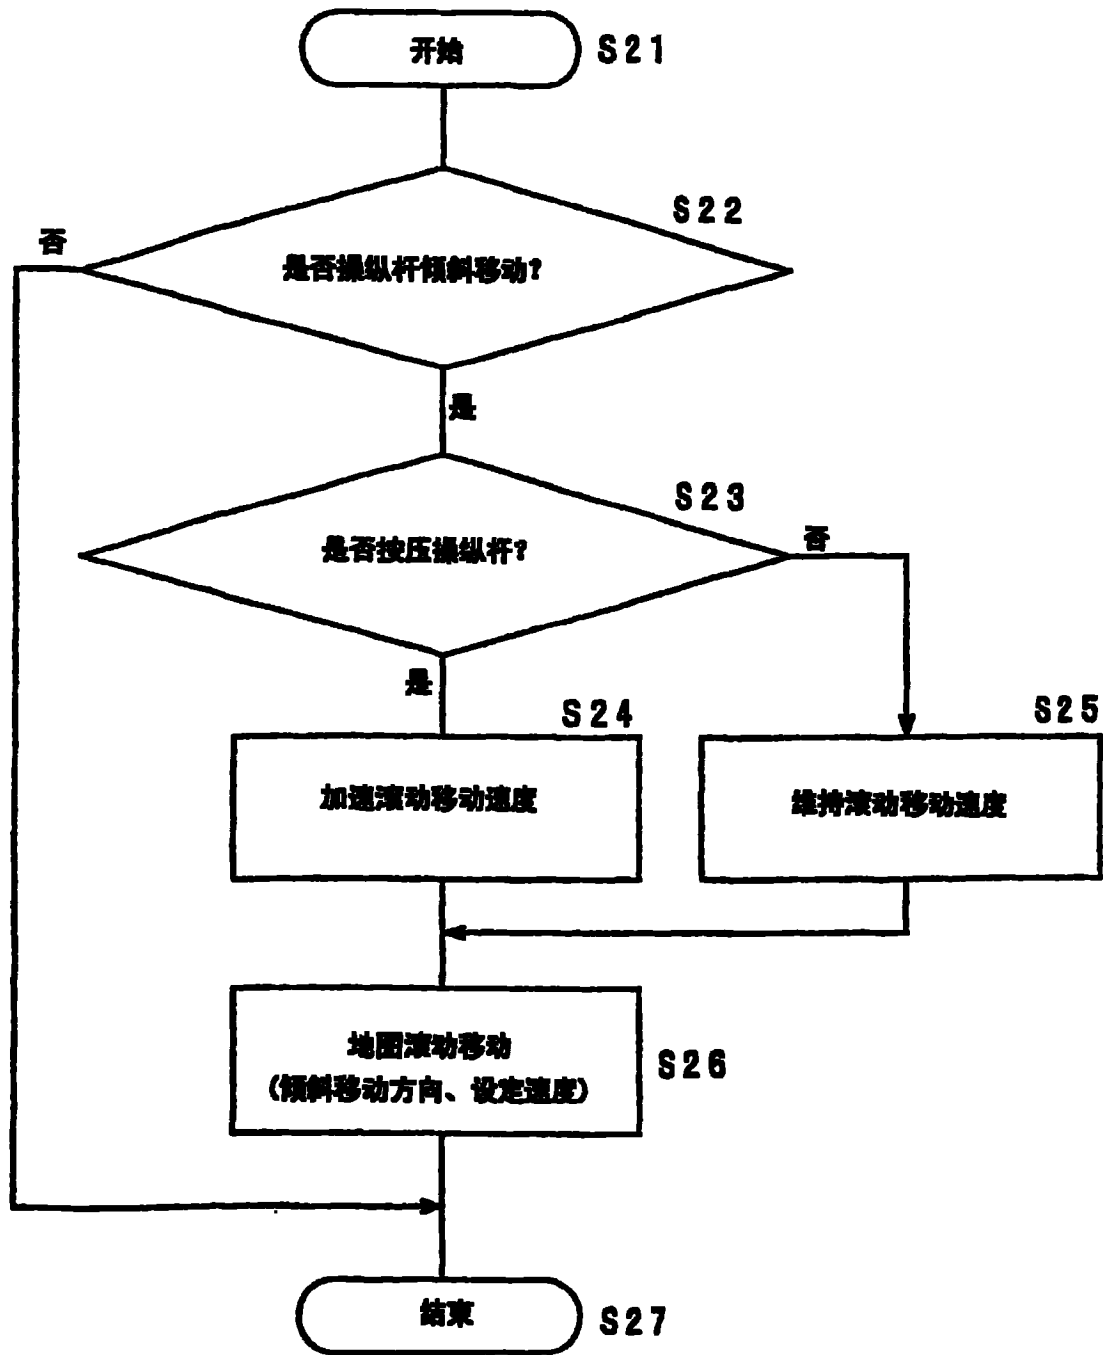 开始
S21
S22
否
是否操纵杆倾斜移动?
是
S23
是否按压操纵杆?
否
是
S24
S25
加速滚动移动速度
维持滚动移动速度
地图滚动移动
(倾斜移动方向、设定速度)
S26
结束
S27